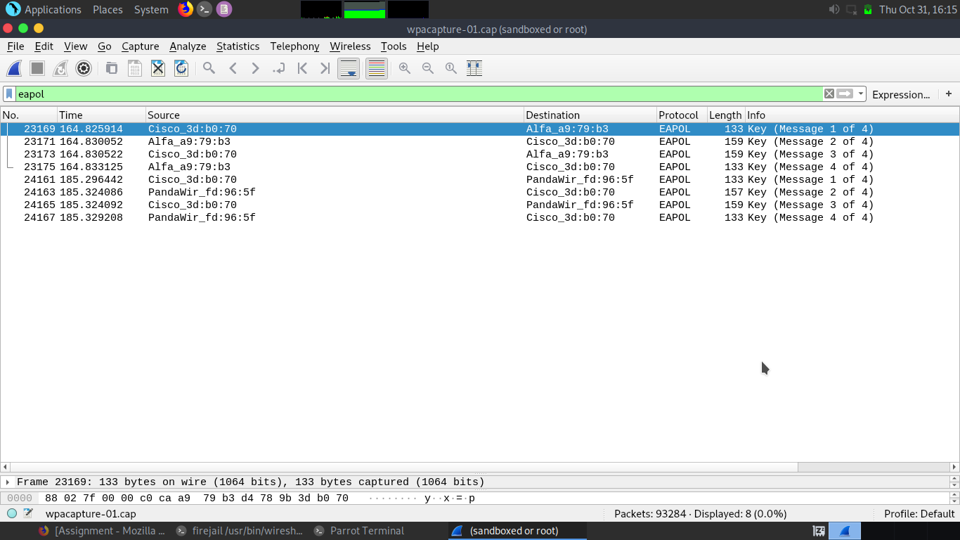 Applications Places System Thu Oct 31, 16:15
wpacapture-01.cap (sandboxed or root)
File Edit View Go Capture Analyze Statistics Telephony Wireless Tools Help
eapol Expression... +
No. Time Source Destination Protocol Length Info
23169 164.825914 Cisco_3d:b0:70 Alfa_a9:79:b3 EAPOL 133 Key (Message 1 of 4)
23171 164.830052 Alfa_a9:79:b3 Cisco_3d:b0:70 EAPOL 159 Key (Message 2 of 4)
23173 164.830522 Cisco_3d:b0:70 Alfa_a9:79:b3 EAPOL 159 Key (Message 3 of 4)
23175 164.833125 Alfa_a9:79:b3 Cisco_3d:b0:70 EAPOL 133 Key (Message 4 of 4)
24161 185.296442 Cisco_3d:b0:70 PandaWir_fd:96:5f EAPOL 133 Key (Message 1 of 4)
24163 185.324086 PandaWir_fd:96:5f Cisco_3d:b0:70 EAPOL 157 Key (Message 2 of 4)
24165 185.324092 Cisco_3d:b0:70 PandaWir_fd:96:5f EAPOL 159 Key (Message 3 of 4)
24167 185.329208 PandaWir_fd:96:5f Cisco_3d:b0:70 EAPOL 133 Key (Message 4 of 4)
Frame 23169: 133 bytes on wire (1064 bits), 133 bytes captured (1064 bits)
0000 88 02 7f 00 00 c0 ca a9 79 b3 d4 78 9b 3d b0 70 ········ y··x·=·p
wpacapture-01.cap Packets: 93284 · Displayed: 8 (0.0%) Profile: Default
[Assignment - Mozilla ... firejail /usr/bin/wiresh... Parrot Terminal (sandboxed or root)